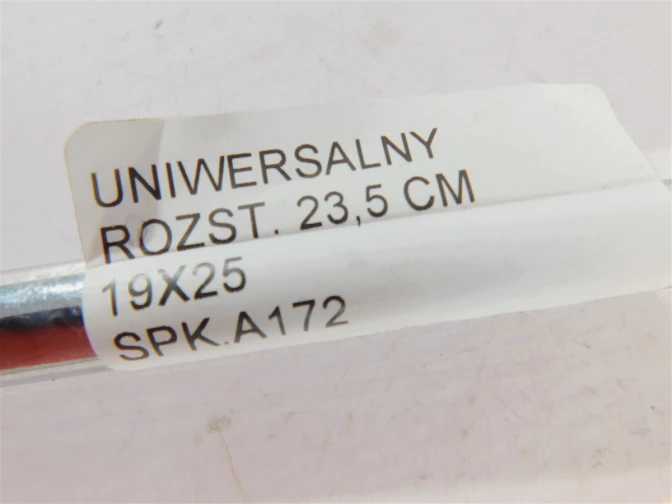 UNIWERSALNY
ROZST. 23,5 CM
19X25
SPK.A172